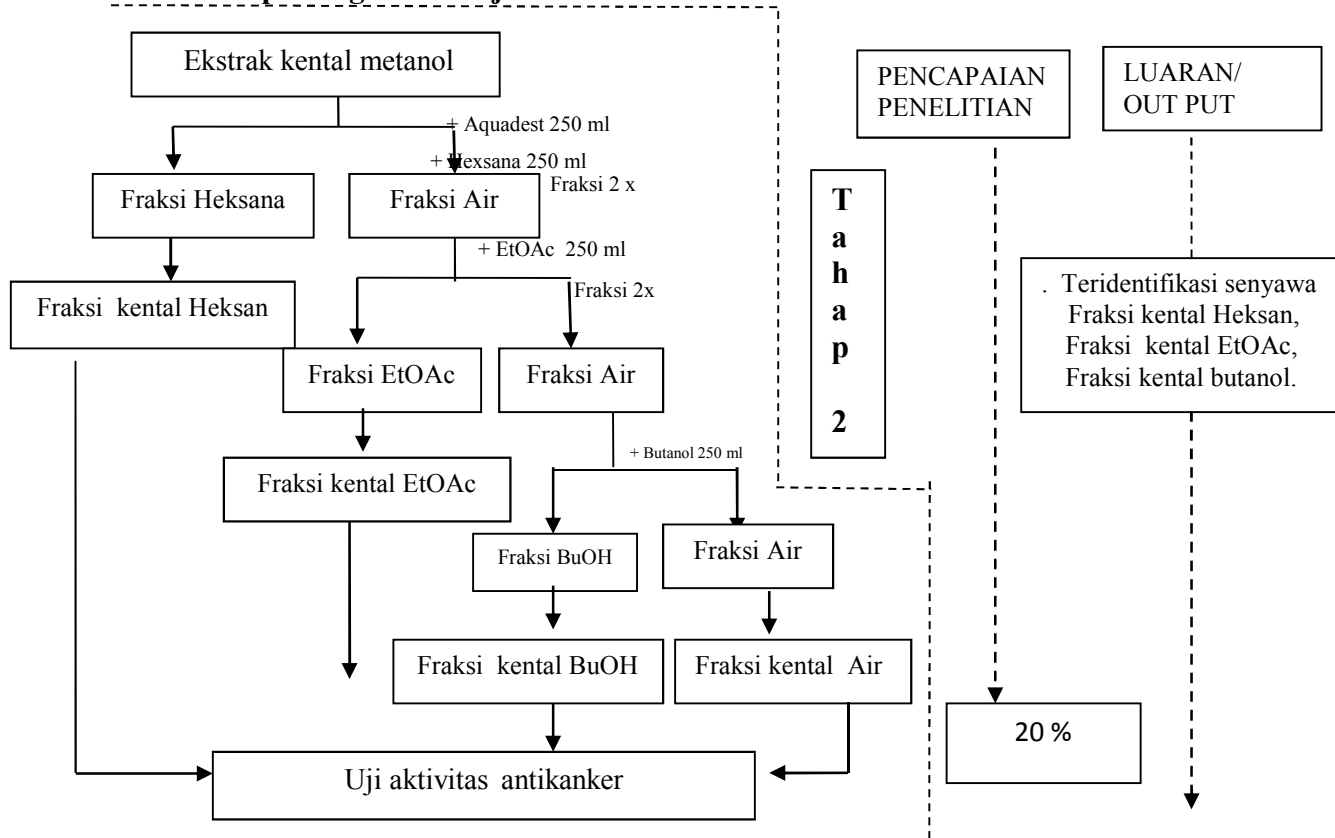 Ekstrak kental metanol
PENCAPAIAN
PENELITIAN
LUARAN/
OUT PUT
+ Aquadest 250 ml
+ Hexsana 250 ml
Fraksi Heksana
Fraksi Air
Fraksi 2 x
T
a
h
a
p
2
+ EtOAc 250 ml
Fraksi kental Heksan
Fraksi 2x
. Teridentifikasi senyawa
Fraksi kental Heksan,
Fraksi kental EtOAc,
Fraksi kental butanol.
Fraksi EtOAc
Fraksi Air
+ Butanol 250 ml
Fraksi kental EtOAc
Fraksi BuOH
Fraksi Air
Fraksi kental BuOH
Fraksi kental Air
20 %
Uji aktivitas antikanker